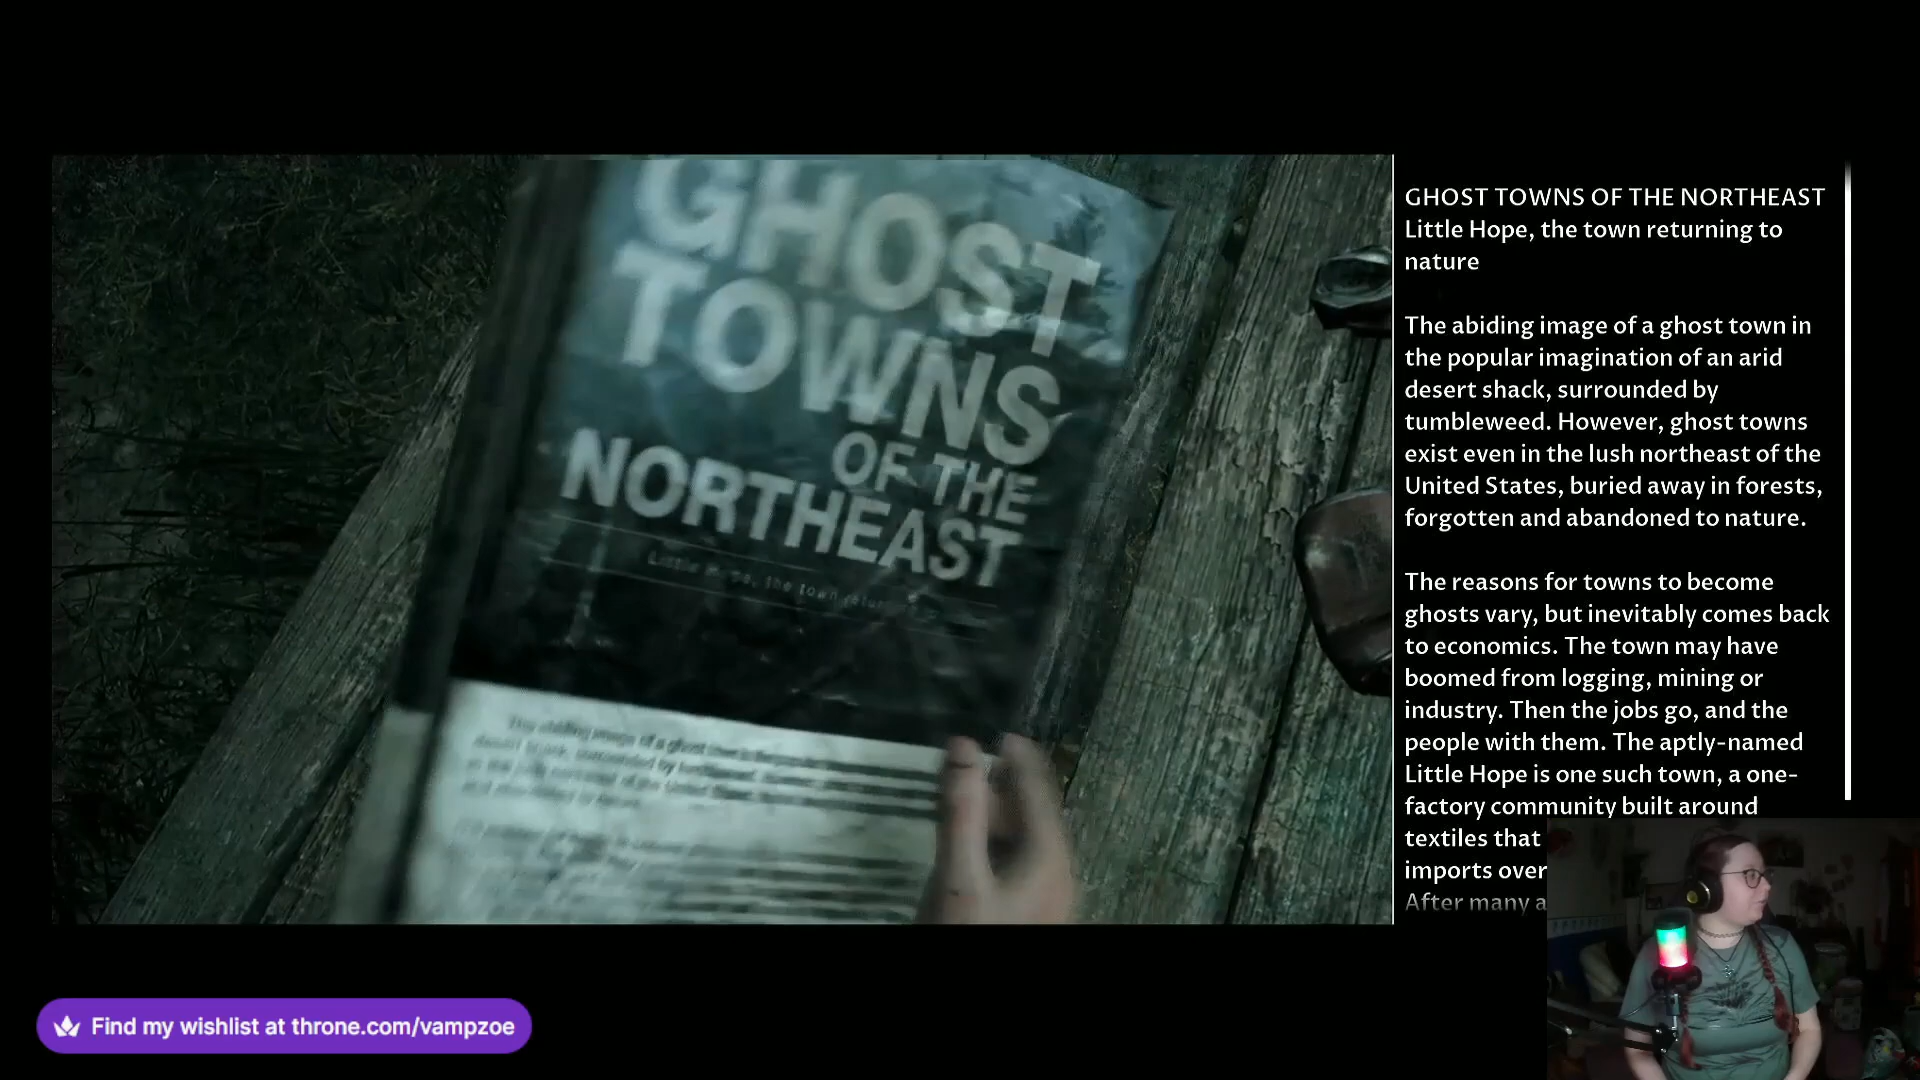 GHOST
TOWNS
OF THE
NORTHEAST
GHOST TOWNS OF THE NORTHEAST
Little Hope, the town returning to
nature
The abiding image of a ghost town in
the popular imagination of an arid
desert shack, surrounded by
tumbleweed. However, ghost towns
exist even in the lush northeast of the
United States, buried away in forests,
forgotten and abandoned to nature.
The reasons for towns to become
ghosts vary, but inevitably comes back
to economics. The town may have
boomed from logging, mining or
industry. Then the jobs go, and the
people with them. The aptly-named
Little Hope is one such town, a one-
factory community built around
textiles that
imports over
After many a
Find my wishlist at throne.com/vampzoe